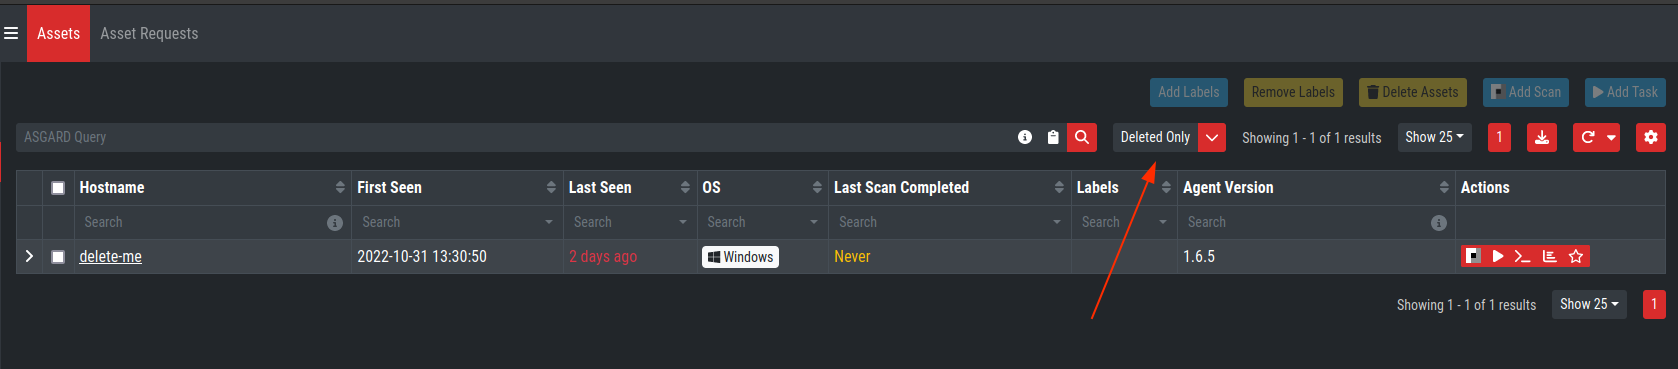 Assets Asset Requests
Add Labels Remove Labels Delete Assets Add Scan Add Task
ASGARD Query Deleted Only Showing 1 - 1 of 1 results Show 25 1
Hostname First Seen Last Seen OS Last Scan Completed Labels Agent Version Actions
Search Search Search Search Search Search Search
delete-me 2022-10-31 13:30:50 2 days ago Windows Never 1.6.5
Showing 1 - 1 of 1 results Show 25 1